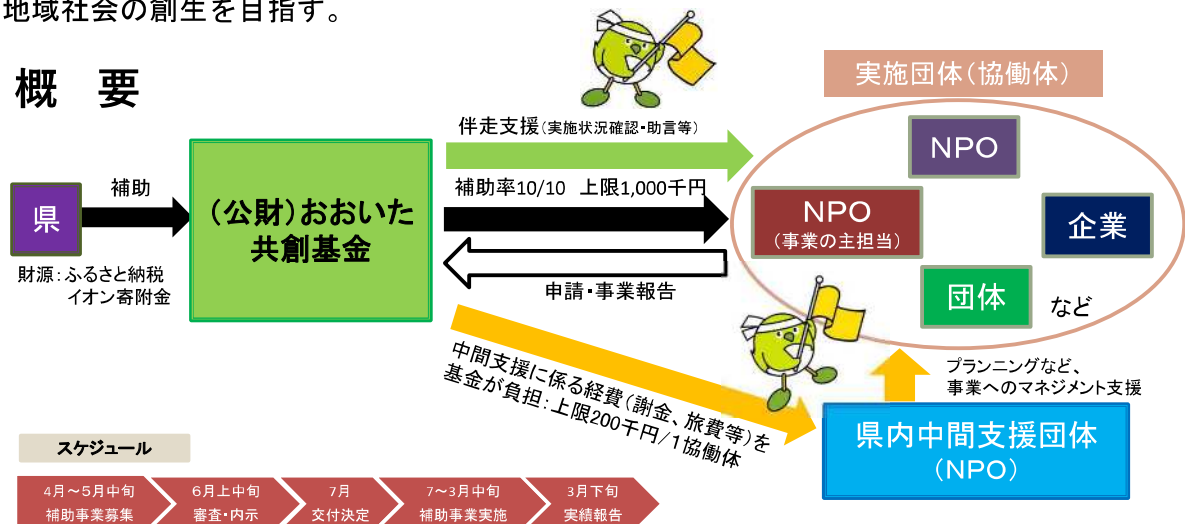 地域社会の創生を目指す。
概　要
実施団体（協働体）
伴走支援（実施状況確認・助言等）
NPO
補助
補助率10/10　上限1,000千円
県
（公財）おおいた
共創基金
NPO
（事業の主担当）
企業
財源：ふるさと納税
イオン寄附金
申請・事業報告
団体
など
中間支援に係る経費（謝金、旅費等）を
基金が負担：上限200千円/1協働体
プランニングなど、
事業へのマネジメント支援
県内中間支援団体
（NPO）
スケジュール
4月～5月中旬
補助事業募集
6月上中旬
審査・内示
7月
交付決定
7～3月中旬
補助事業実施
3月下旬
実績報告